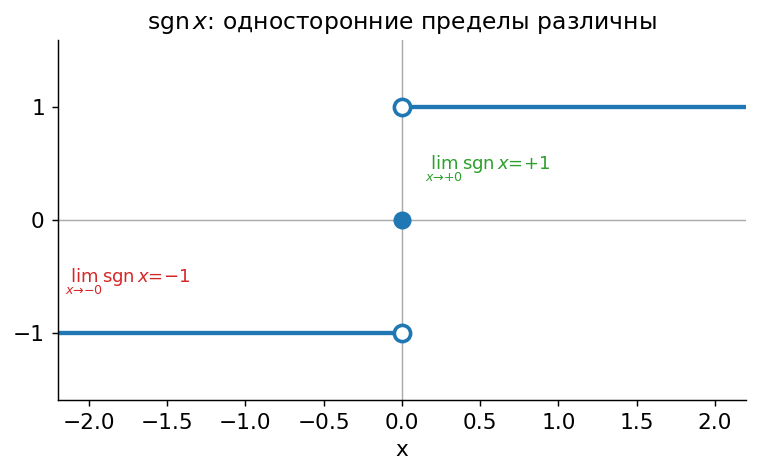 sgn x: односторонние пределы различны
1
lim sgn x=+1
x→+0
0
lim sgn x=−1
x→−0
−1
−2.0 −1.5 −1.0 −0.5 0.0 0.5 1.0 1.5 2.0
x